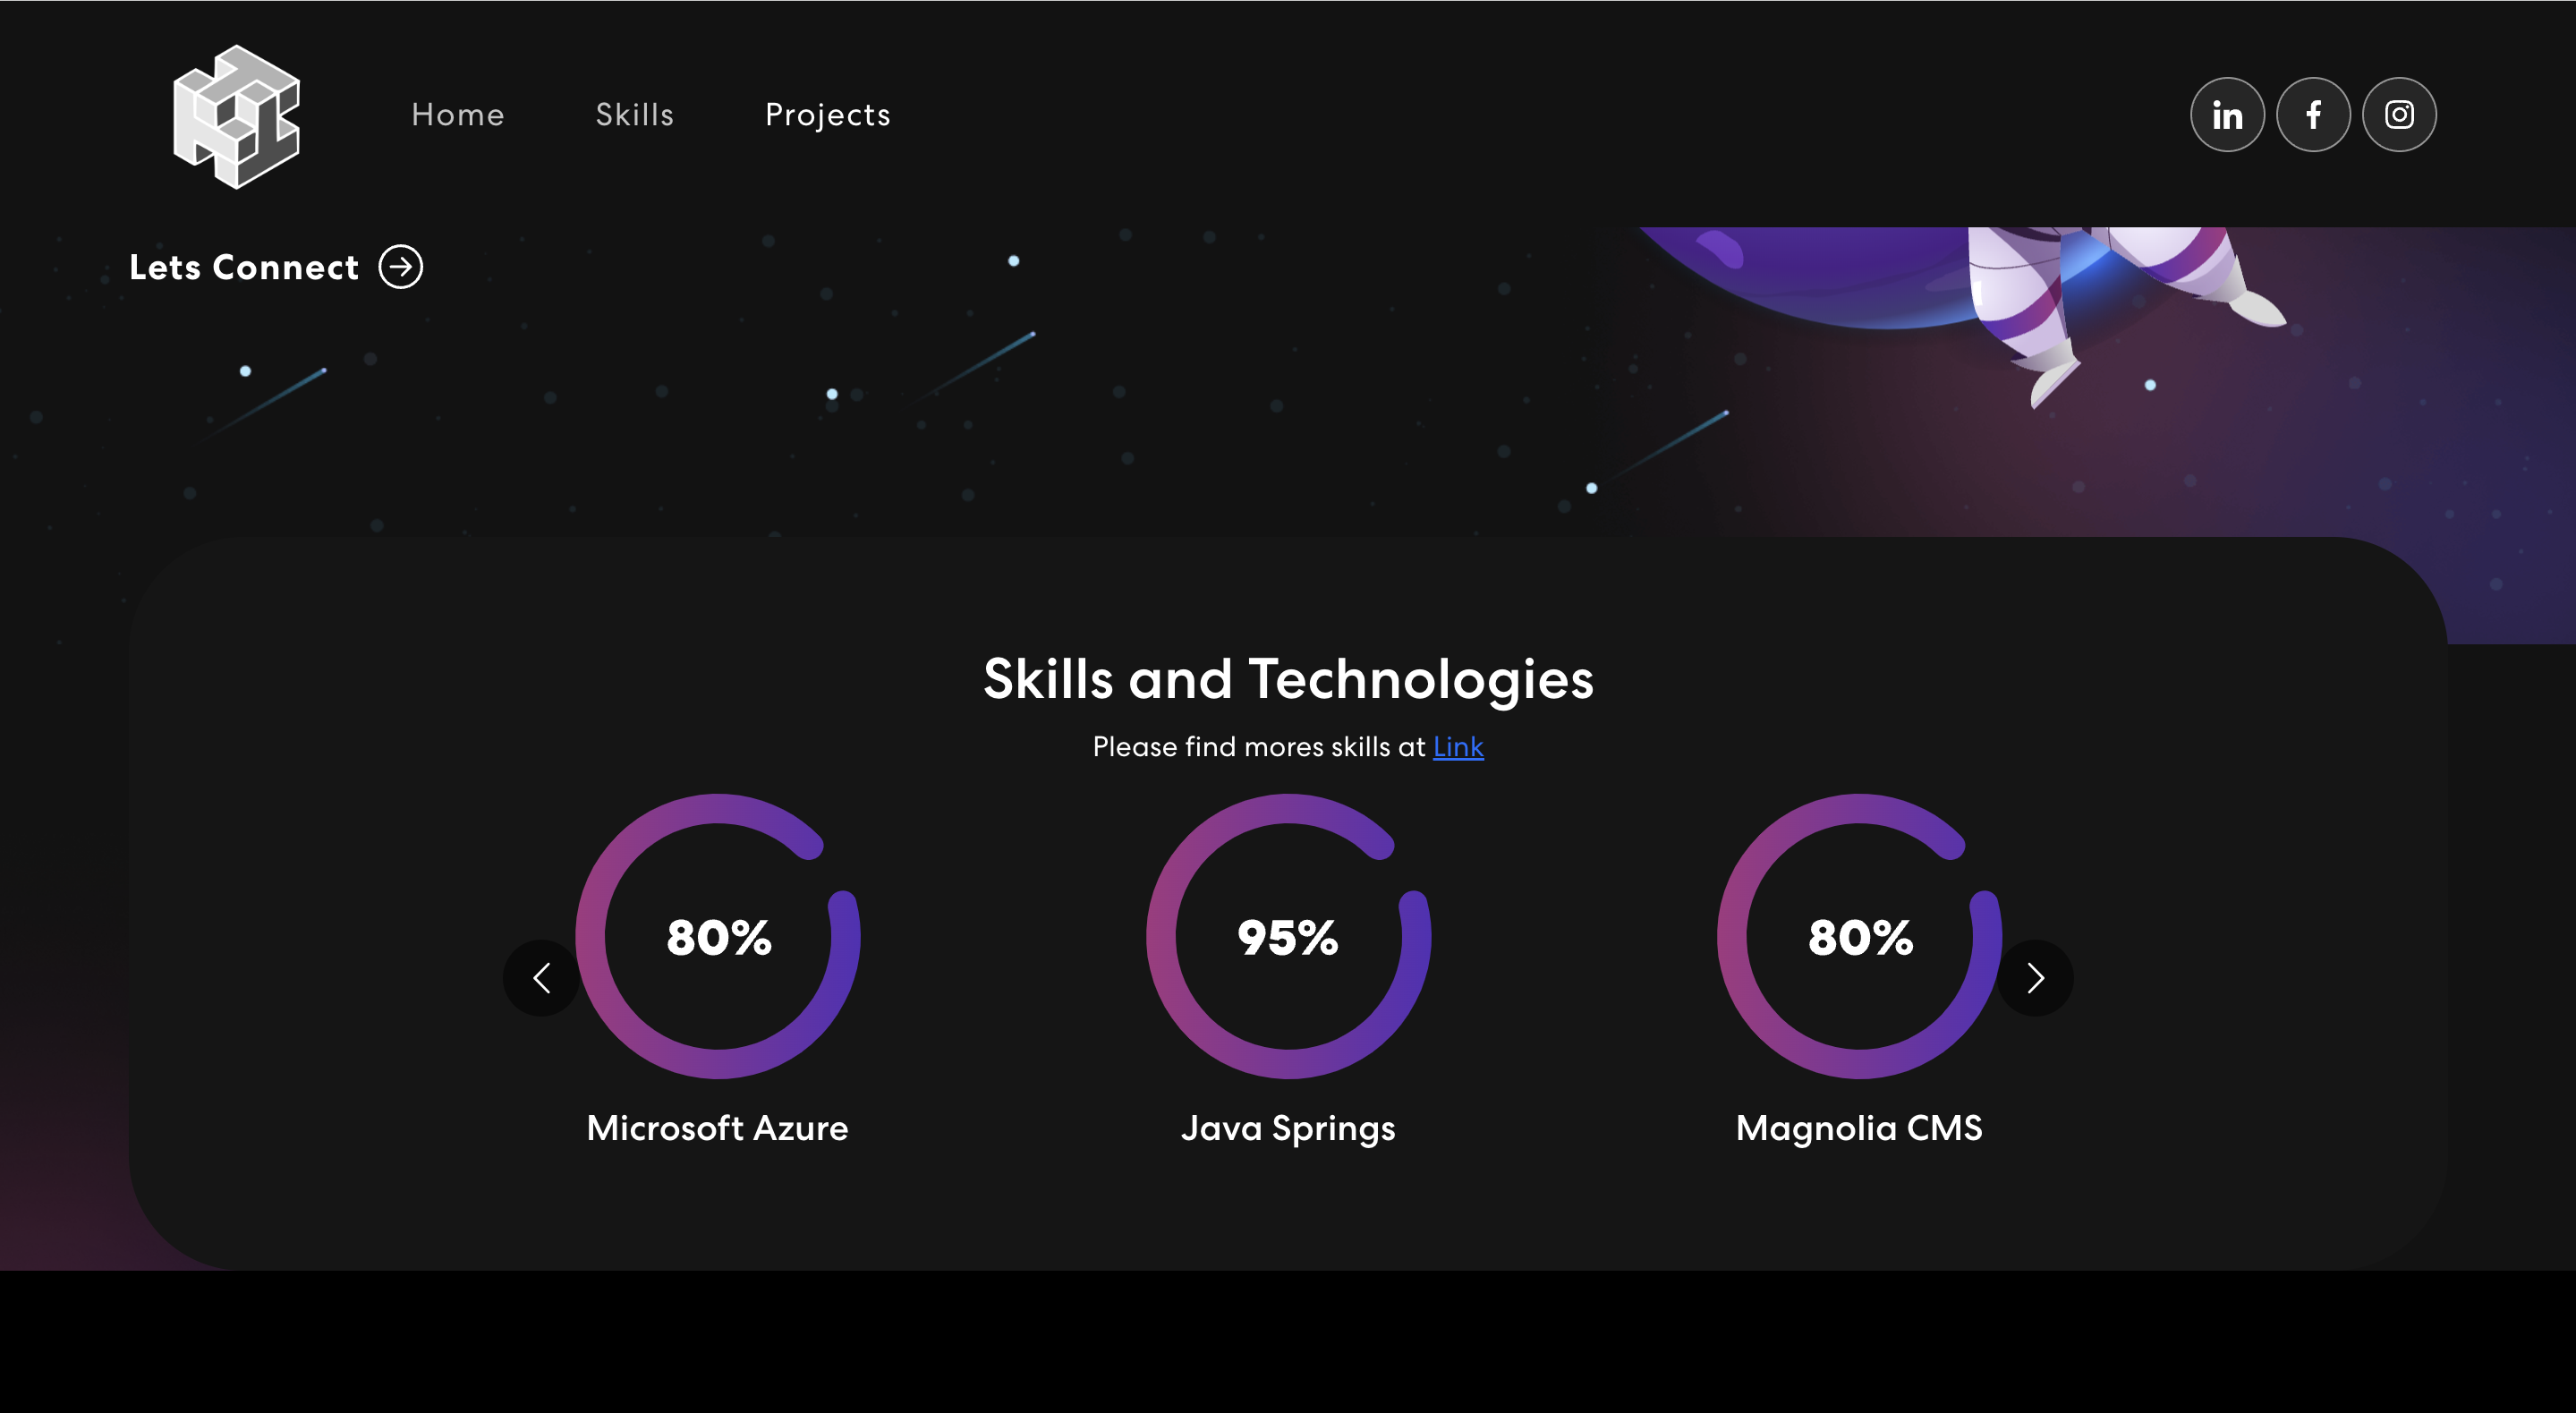 Home Skills Projects in f
Lets Connect
Skills and Technologies
Please find mores skills at Link
80% 95% 80%
Microsoft Azure Java Springs Magnolia CMS